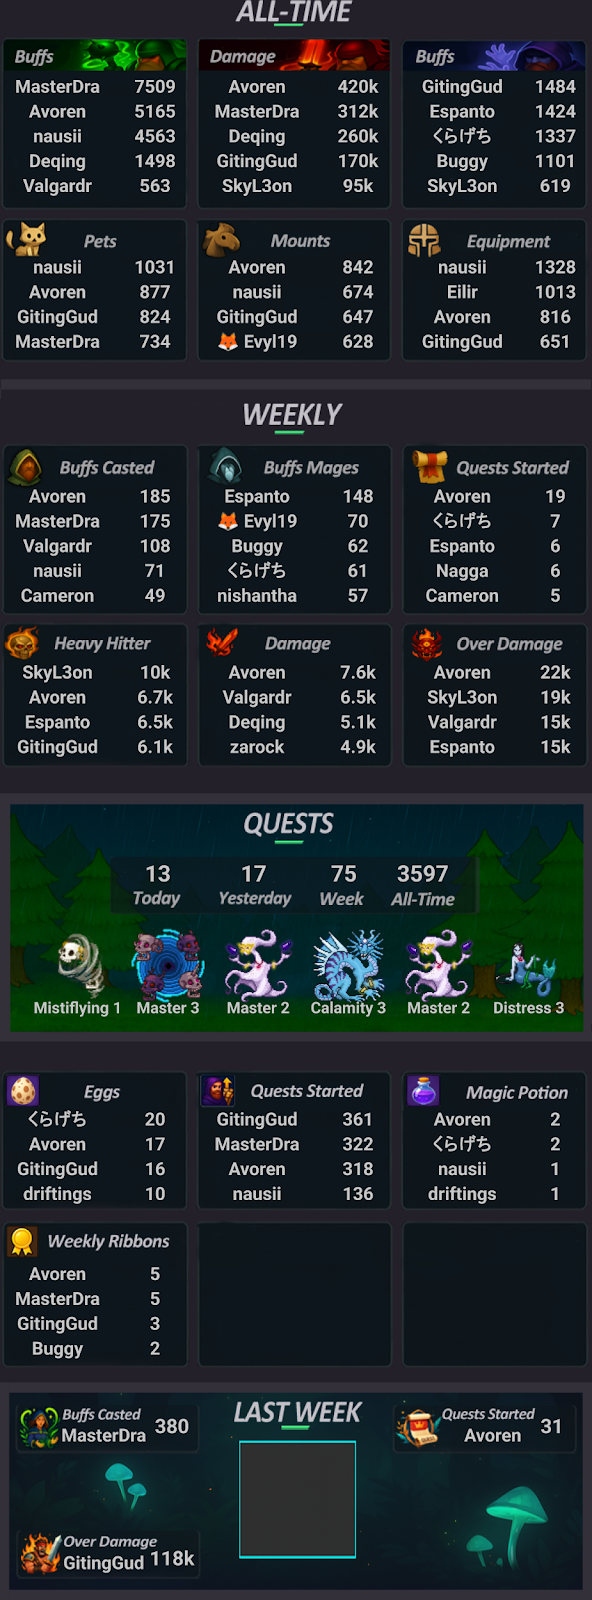 ALL-TIME
Buffs
MasterDra 7509
Avoren 5165
nausii 4563
Deqing 1498
Valgardr 563
Damage
Avoren 420k
MasterDra 312k
Deqing 260k
GitingGud 170k
SkyL3on 95k
Buffs
GitingGud 1484
Espanto 1424
くらげち 1337
Buggy 1101
SkyL3on 619
Pets
nausii 1031
Avoren 877
GitingGud 824
MasterDra 734
Mounts
Avoren 842
nausii 674
GitingGud 647
🦊 Evyl19 628
Equipment
nausii 1328
Eilir 1013
Avoren 816
GitingGud 651
WEEKLY
Buffs Casted
Avoren 185
MasterDra 175
Valgardr 108
nausii 71
Cameron 49
Buffs Mages
Espanto 148
🦊 Evyl19 70
Buggy 62
くらげち 61
nishantha 57
Quests Started
Avoren 19
くらげち 7
Espanto 6
Nagga 6
Cameron 5
Heavy Hitter
SkyL3on 10k
Avoren 6.7k
Espanto 6.5k
GitingGud 6.1k
Damage
Avoren 7.6k
Valgardr 6.5k
Deqing 5.1k
zarock 4.9k
Over Damage
Avoren 22k
SkyL3on 19k
Valgardr 15k
Espanto 15k
QUESTS
13 17 75 3597
Today Yesterday Week All-Time
Mistiflying 1 Master 3 Master 2 Calamity 3 Master 2 Distress 3
Eggs
くらげち 20
Avoren 17
GitingGud 16
driftings 10
Quests Started
GitingGud 361
MasterDra 322
Avoren 318
nausii 136
Magic Potion
Avoren 2
くらげち 2
nausii 1
driftings 1
Weekly Ribbons
Avoren 5
MasterDra 5
GitingGud 3
Buggy 2
LAST WEEK
Buffs Casted
MasterDra 380
Quests Started
Avoren 31
Over Damage
GitingGud 118k